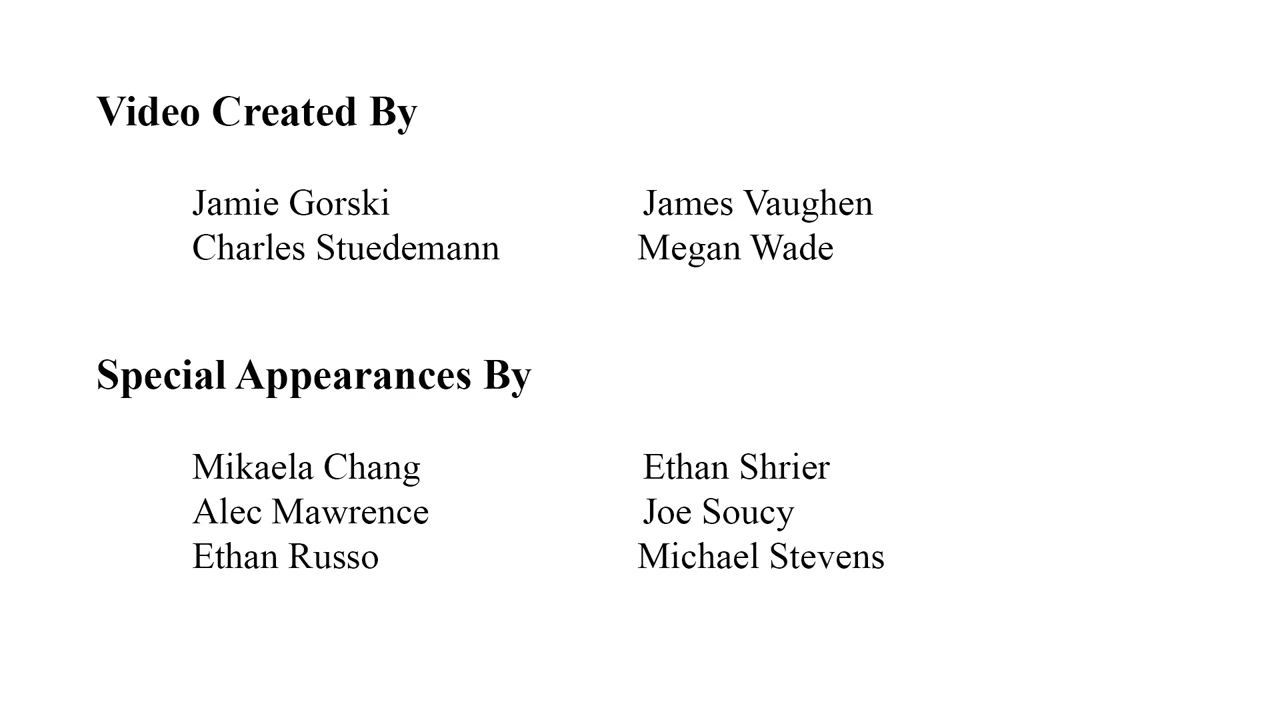 Video Created By
Jamie Gorski James Vaughen
Charles Stuedemann Megan Wade
Special Appearances By
Mikaela Chang Ethan Shrier
Alec Mawrence Joe Soucy
Ethan Russo Michael Stevens